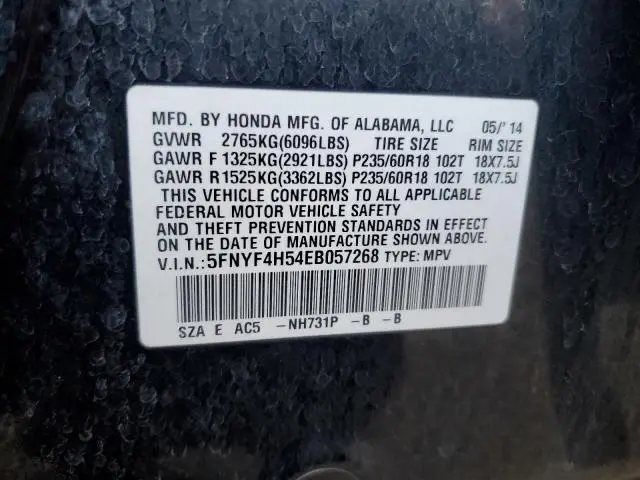 MFD. BY HONDA MFG. OF ALABAMA, LLC 05/'14
GVWR 2765KG(6096LBS) TIRE SIZE RIM SIZE
GAWR F 1325KG(2921LBS) P235/60R18 102T 18X7.5J
GAWR R 1525KG(3362LBS) P235/60R18 102T 18X7.5J
THIS VEHICLE CONFORMS TO ALL APPLICABLE
FEDERAL MOTOR VEHICLE SAFETY
AND THEFT PREVENTION STANDARDS IN EFFECT
ON THE DATE OF MANUFACTURE SHOWN ABOVE.
V.I.N.: 5FNYF4H54EB057268 TYPE: MPV
SZA E AC5 -NH731P -B -B